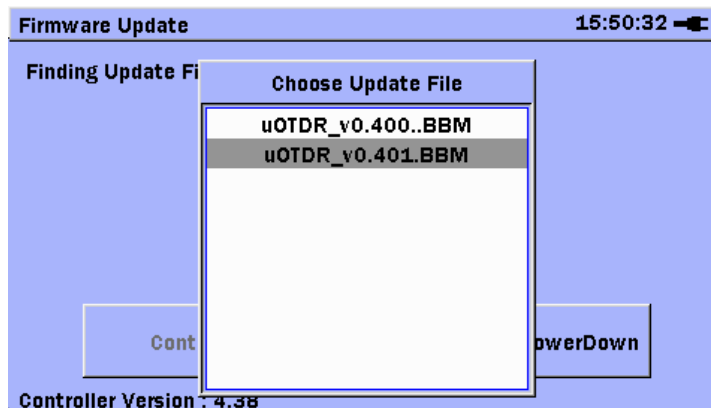 Firmware Update 15:50:32
Finding Update Fi
Choose Update File
uOTDR_v0.400..BBM
uOTDR_v0.401.BBM
Cont
owerDown
Controller Version : 4.38